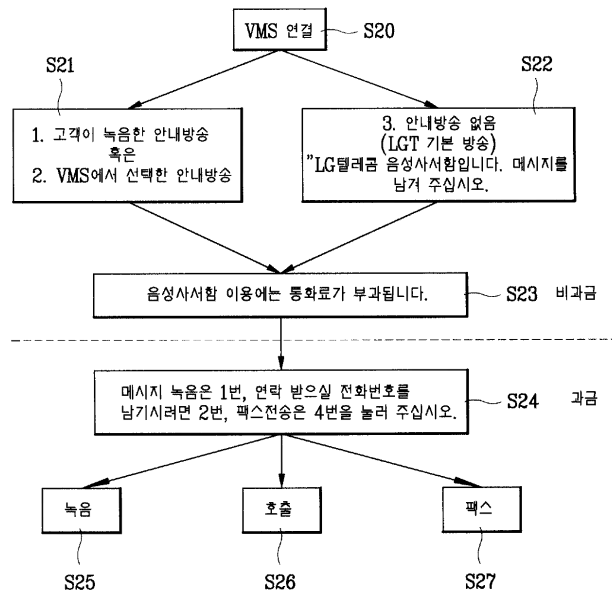 VMS 연결
S20
S21
S22
1. 고객이 녹음한 안내방송
혹은
2. VMS에서 선택한 안내방송
3. 안내방송 없음
(LGT 기본 방송)
"LG텔레콤 음성사서함입니다. 메시지를
남겨 주십시오.
음성사서함 이용에는 통화료가 부과됩니다.
S23 비과금
메시지 녹음은 1번, 연락 받으실 전화번호를
남기시려면 2번, 팩스전송은 4번을 눌러 주십시오.
S24 과금
녹음
호출
팩스
S25
S26
S27